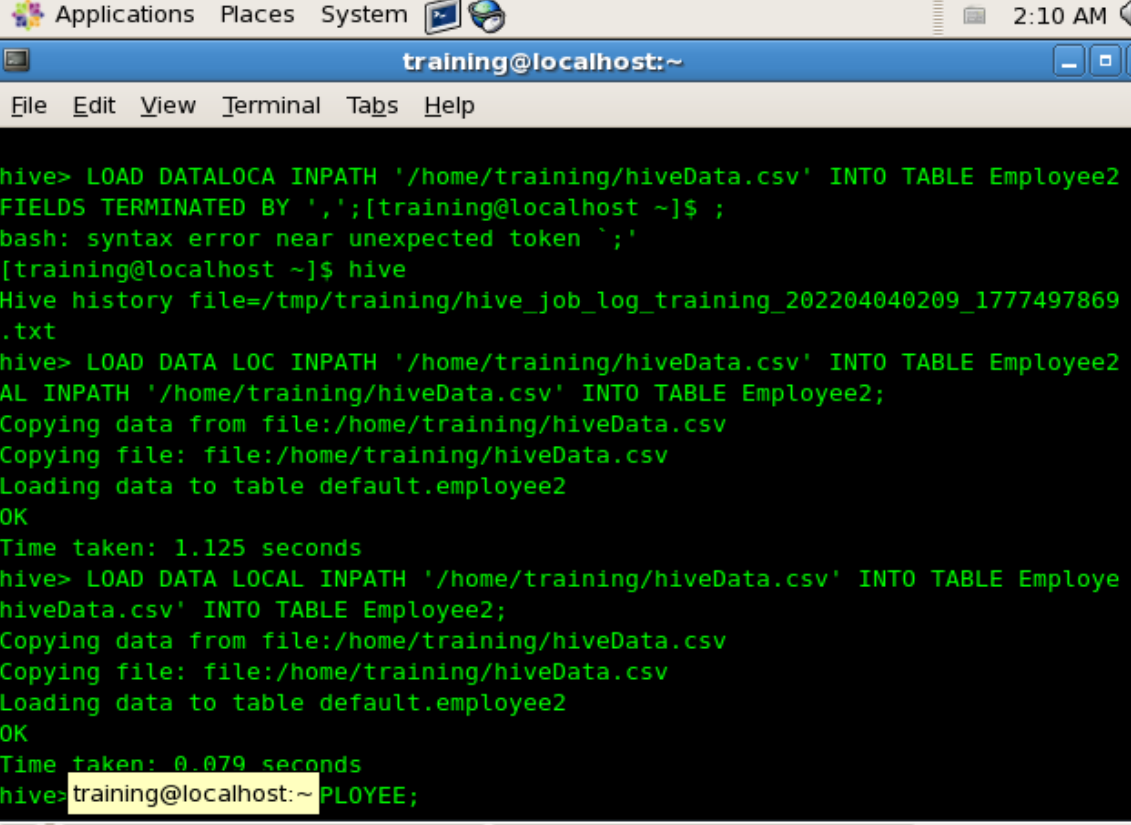 Applications Places System 2:10 AM
training@localhost:~
File Edit View Terminal Tabs Help
hive> LOAD DATALOCA INPATH '/home/training/hiveData.csv' INTO TABLE Employee2
FIELDS TERMINATED BY ',';[training@localhost ~]$ ;
bash: syntax error near unexpected token `;'
[training@localhost ~]$ hive
Hive history file=/tmp/training/hive_job_log_training_202204040209_1777497869
.txt
hive> LOAD DATA LOC INPATH '/home/training/hiveData.csv' INTO TABLE Employee2
AL INPATH '/home/training/hiveData.csv' INTO TABLE Employee2;
Copying data from file:/home/training/hiveData.csv
Copying file: file:/home/training/hiveData.csv
Loading data to table default.employee2
OK
Time taken: 1.125 seconds
hive> LOAD DATA LOCAL INPATH '/home/training/hiveData.csv' INTO TABLE Employe
hiveData.csv' INTO TABLE Employee2;
Copying data from file:/home/training/hiveData.csv
Copying file: file:/home/training/hiveData.csv
Loading data to table default.employee2
OK
Time taken: 0.079 seconds
hive> training@localhost:~ PLOYEE;